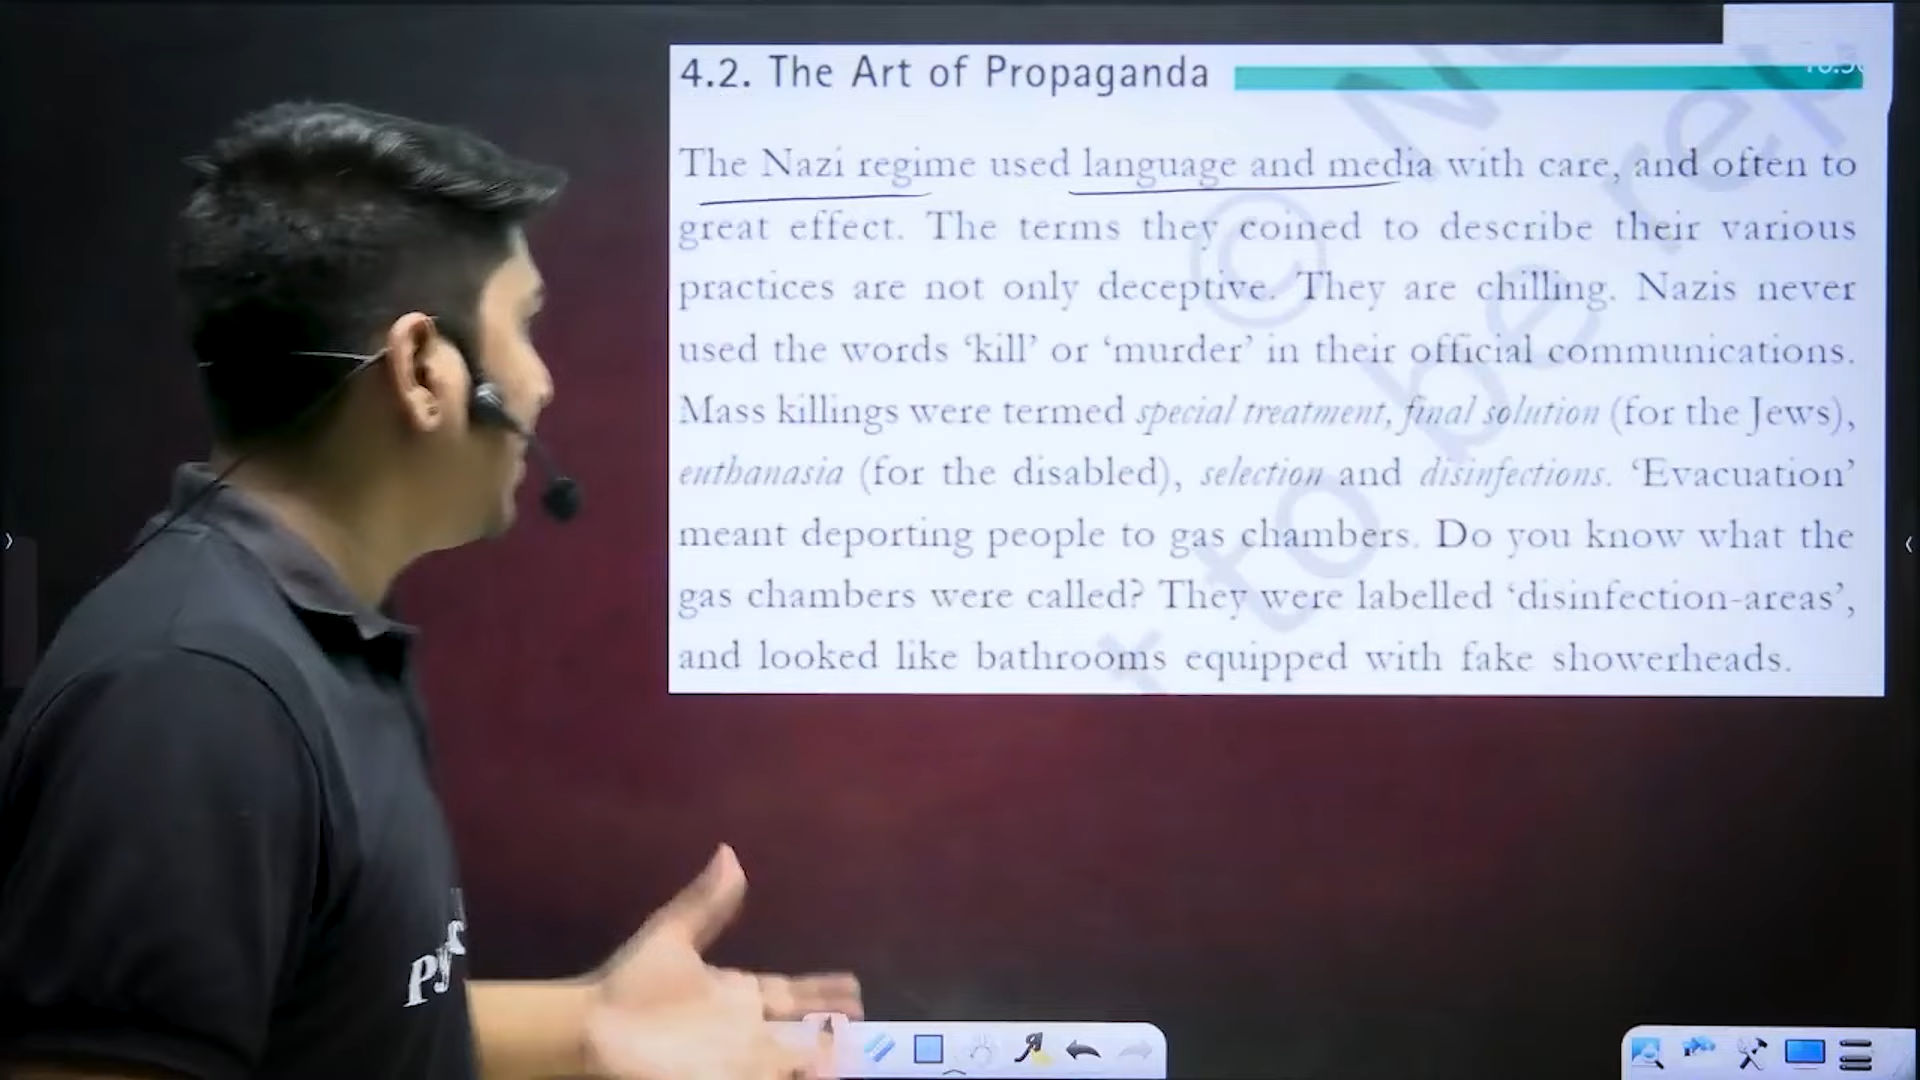 4.2. The Art of Propaganda
The Nazi regime used language and media with care, and often to
great effect. The terms they coined to describe their various
practices are not only deceptive. They are chilling. Nazis never
used the words ‘kill’ or ‘murder’ in their official communications.
Mass killings were termed special treatment, final solution (for the Jews),
euthanasia (for the disabled), selection and disinfections. ‘Evacuation’
meant deporting people to gas chambers. Do you know what the
gas chambers were called? They were labelled ‘disinfection-areas’,
and looked like bathrooms equipped with fake showerheads.
© to be rep